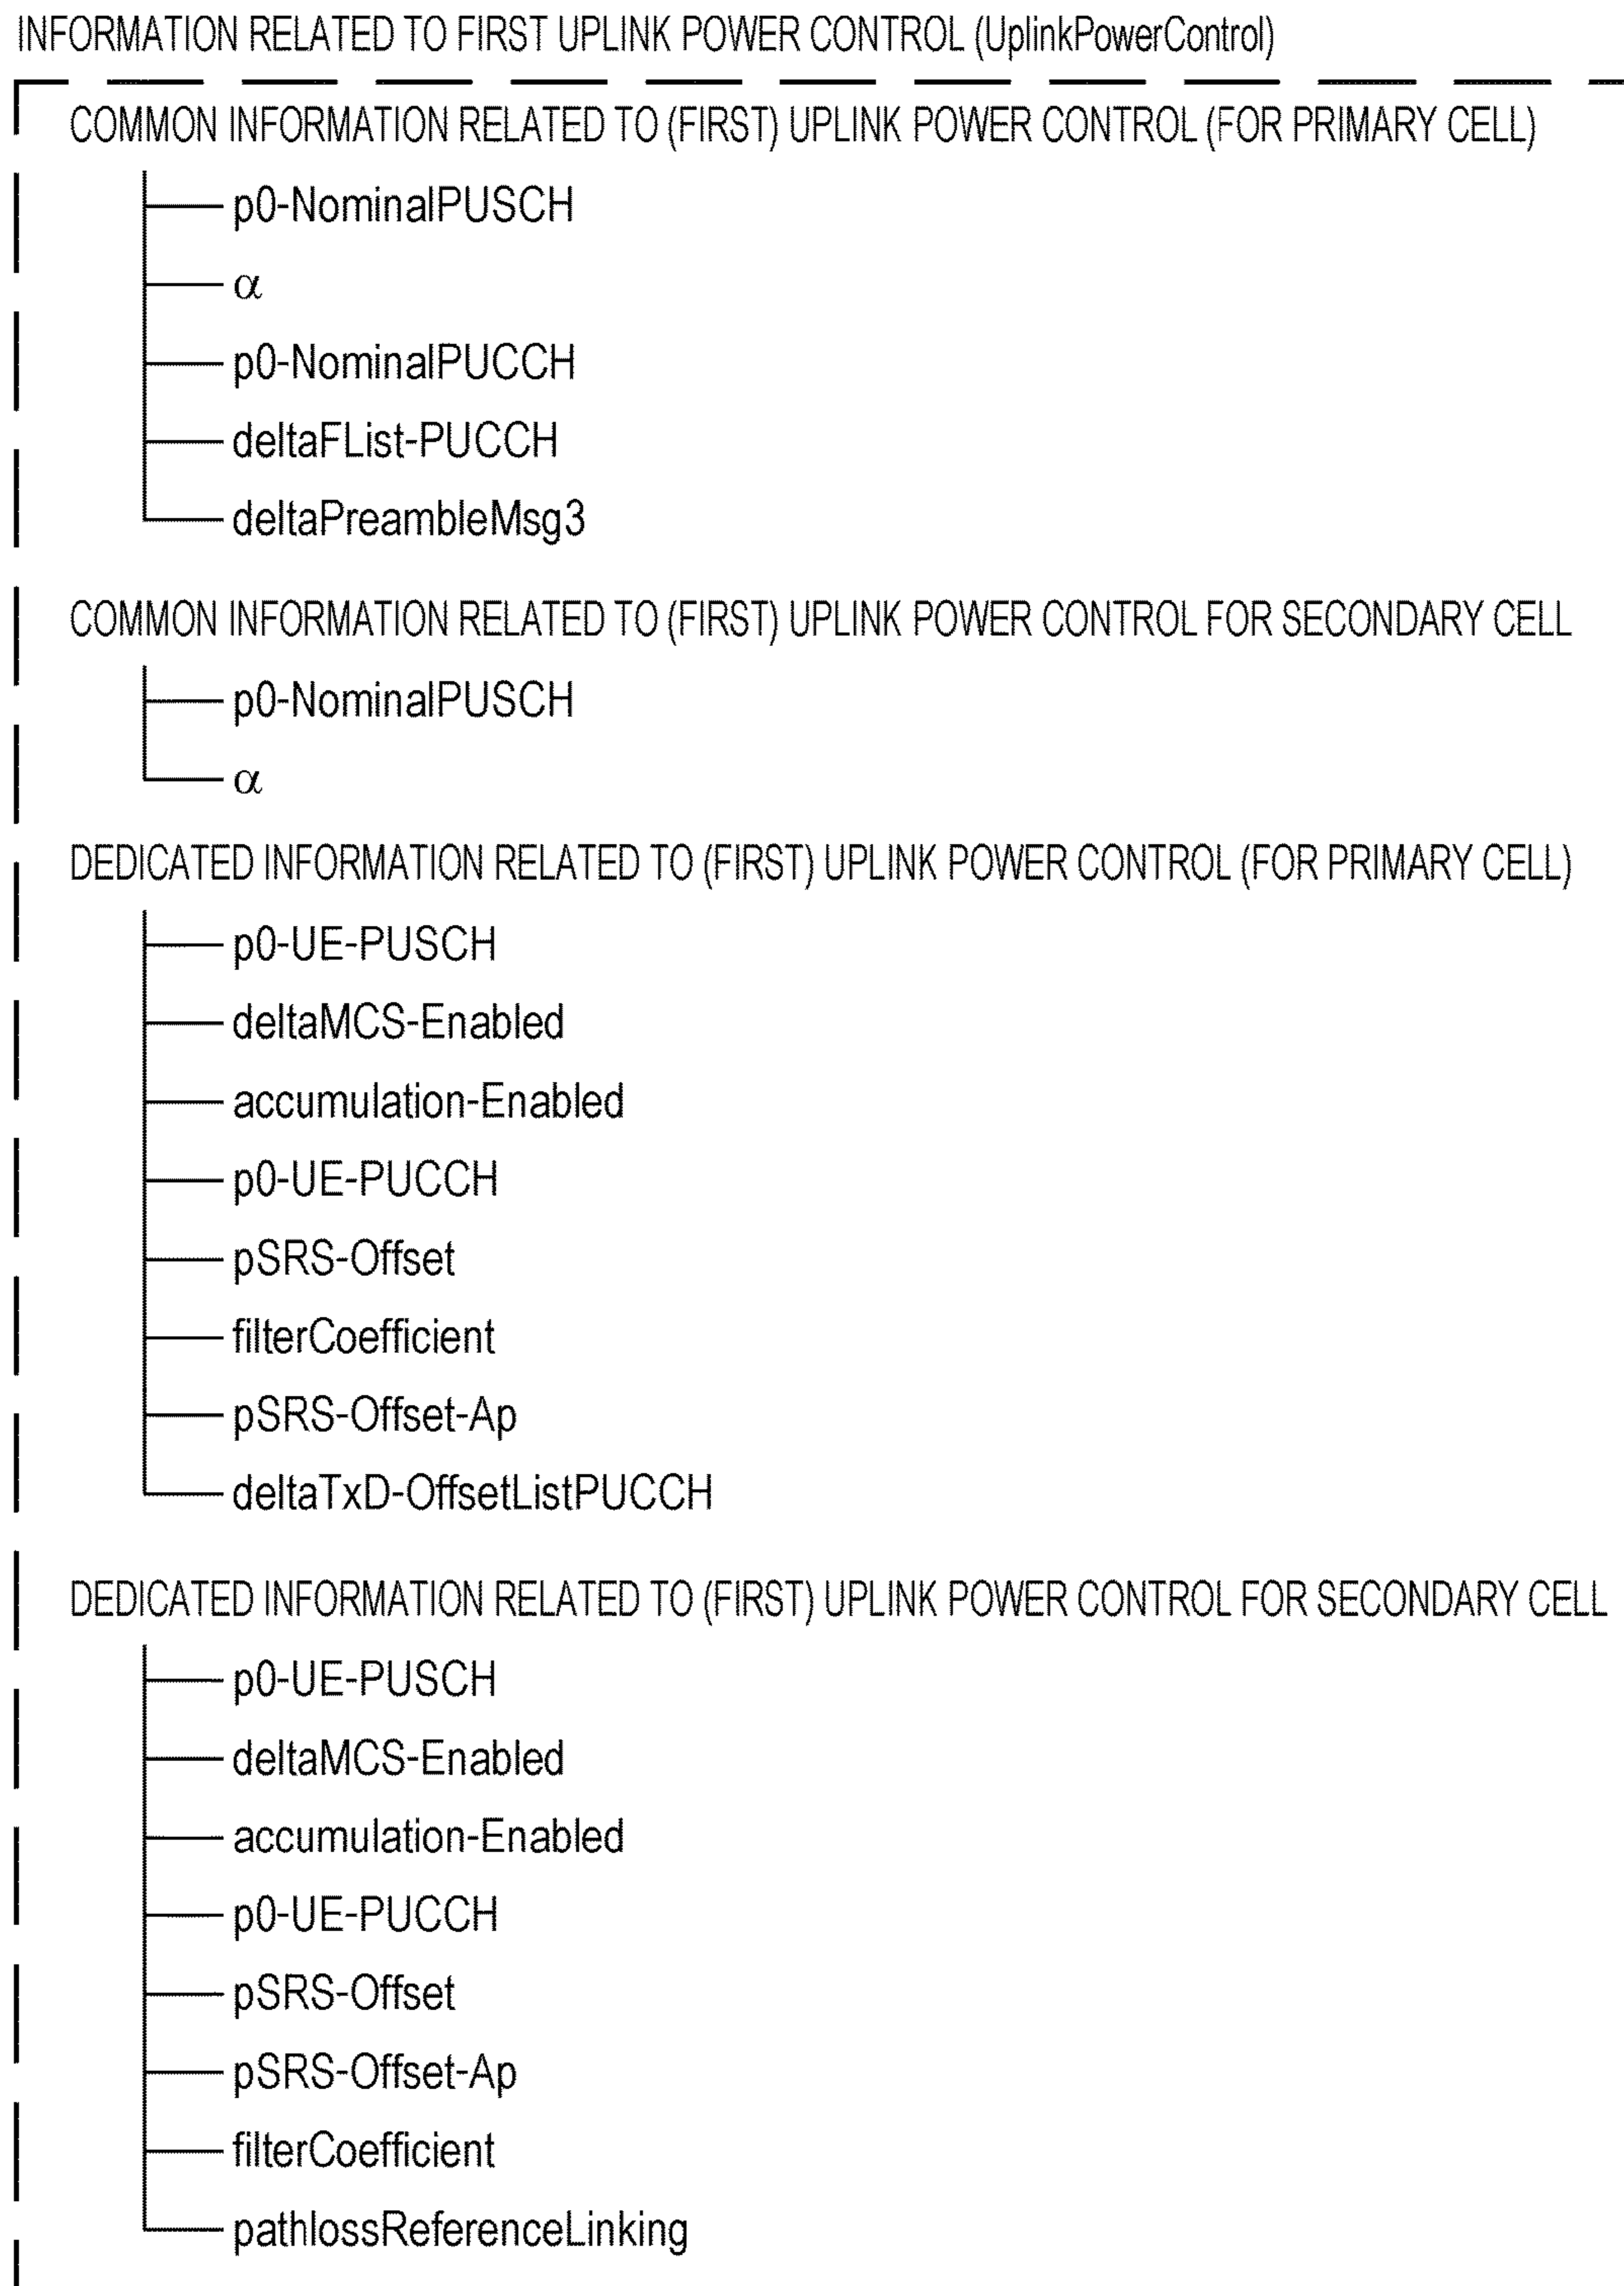 INFORMATION RELATED TO FIRST UPLINK POWER CONTROL (UplinkPowerControl)
COMMON INFORMATION RELATED TO (FIRST) UPLINK POWER CONTROL (FOR PRIMARY CELL)
p0-NominalPUSCH
α
p0-NominalPUCCH
deltaFList-PUCCH
deltaPreambleMsg3
COMMON INFORMATION RELATED TO (FIRST) UPLINK POWER CONTROL FOR SECONDARY CELL
p0-NominalPUSCH
α
DEDICATED INFORMATION RELATED TO (FIRST) UPLINK POWER CONTROL (FOR PRIMARY CELL)
p0-UE-PUSCH
deltaMCS-Enabled
accumulation-Enabled
p0-UE-PUCCH
pSRS-Offset
filterCoefficient
pSRS-Offset-Ap
deltaTxD-OffsetListPUCCH
DEDICATED INFORMATION RELATED TO (FIRST) UPLINK POWER CONTROL FOR SECONDARY CELL
p0-UE-PUSCH
deltaMCS-Enabled
accumulation-Enabled
p0-UE-PUCCH
pSRS-Offset
pSRS-Offset-Ap
filterCoefficient
pathlossReferenceLinking